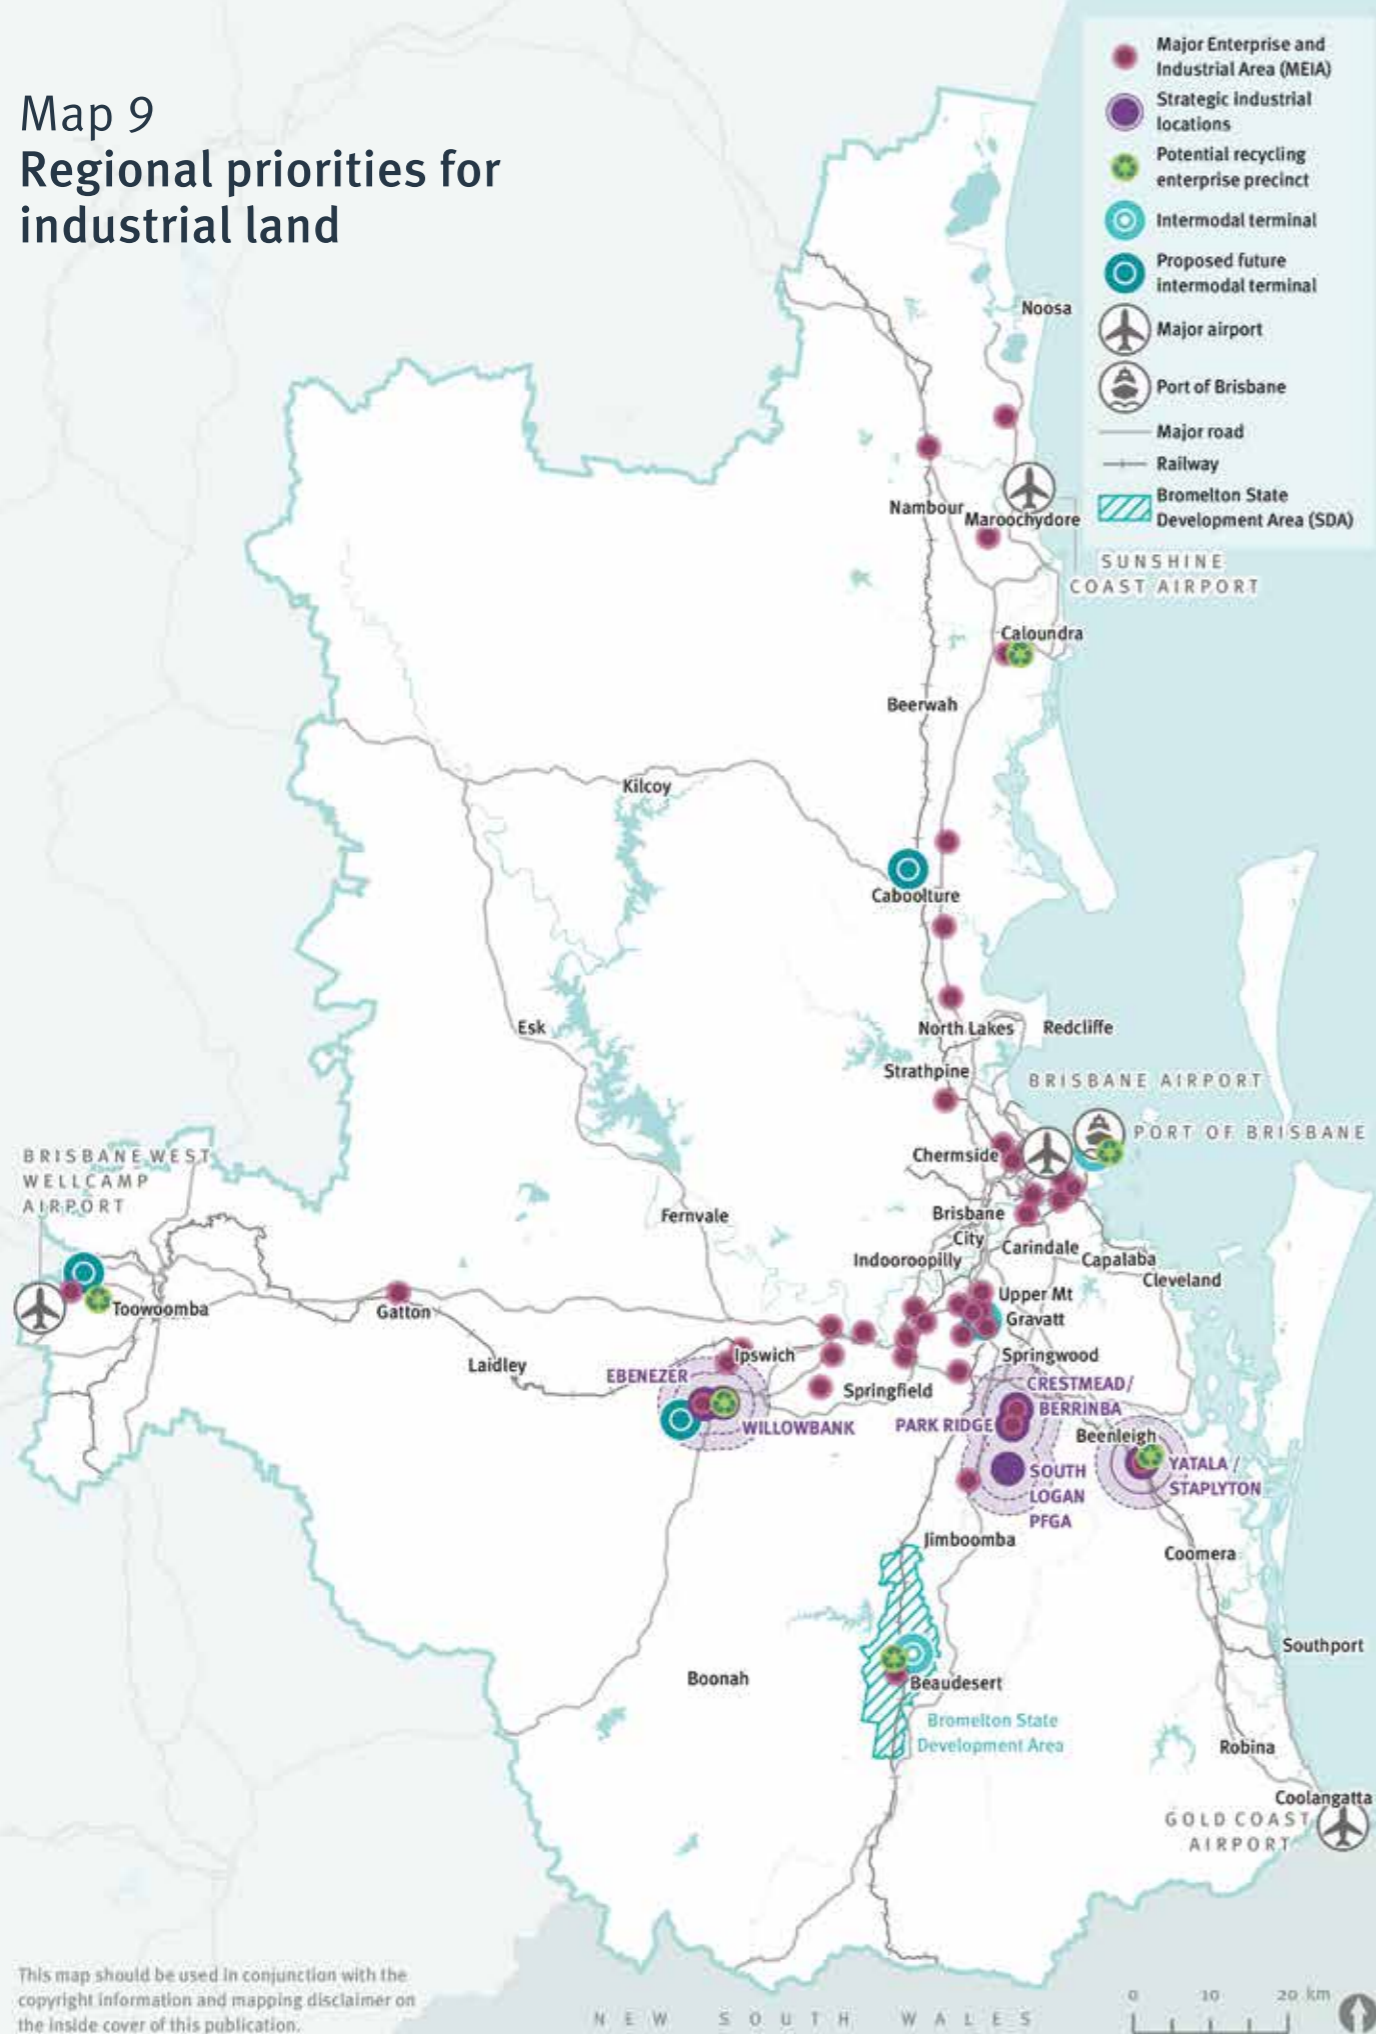 Map 9
Regional priorities for
industrial land
Major Enterprise and
Industrial Area (MEIA)
Strategic industrial
locations
Potential recycling
enterprise precinct
Intermodal terminal
Proposed future
intermodal terminal
Major airport
Port of Brisbane
Major road
Railway
Bromelton State
Development Area (SDA)
Noosa
Nambour
Maroochydore
SUNSHINE
COAST AIRPORT
Caloundra
Beerwah
Kilcoy
Caboolture
Esk
North Lakes
Redcliffe
Strathpine
BRISBANE AIRPORT
PORT OF BRISBANE
BRISBANE WEST
WELLCAMP
AIRPORT
Chermside
Fernvale
Brisbane
City
Indooroopilly
Carindale
Capalaba
Cleveland
Toowoomba
Gatton
Upper Mt
Gravatt
Laidley
Ipswich
Springwood
EBENEZER
Springfield
CRESTMEAD/
BERRINBA
WILLOWBANK
PARK RIDGE
Beenleigh
YATALA /
STAPLYTON
SOUTH
LOGAN
PFGA
Jimboomba
Coomera
Southport
Boonah
Beaudesert
Bromelton State
Development Area
Robina
Coolangatta
GOLD COAST
AIRPORT
This map should be used in conjunction with the
copyright information and mapping disclaimer on
the inside cover of this publication.
NEW SOUTH WALES
0 10 20 km